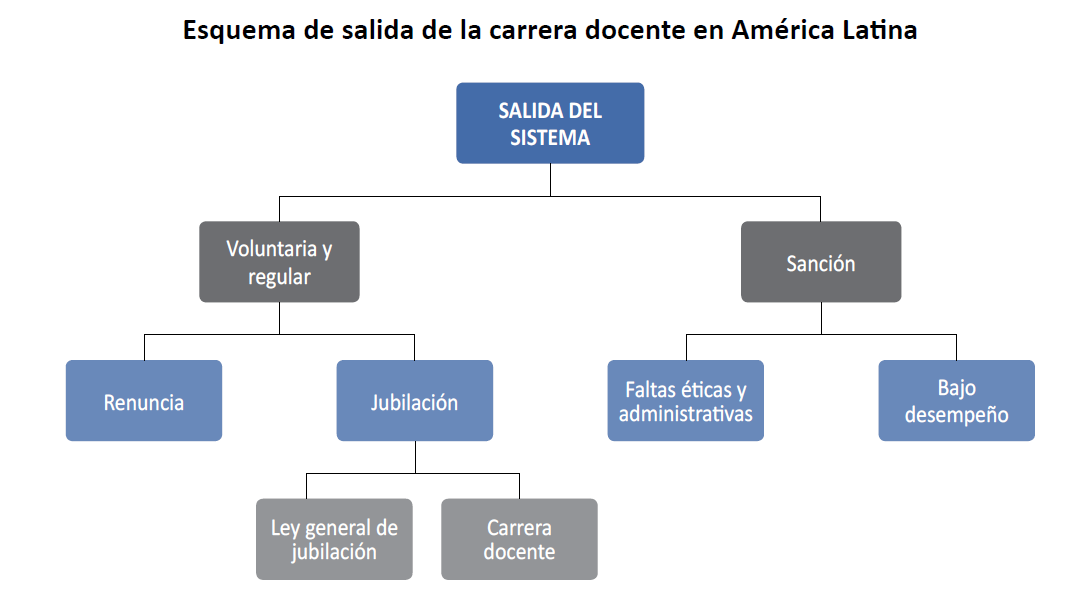 Esquema de salida de la carrera docente en América Latina
SALIDA DEL
SISTEMA
Voluntaria y
regular
Sanción
Renuncia
Jubilación
Faltas éticas y
administrativas
Bajo
desempeño
Ley general de
jubilación
Carrera
docente